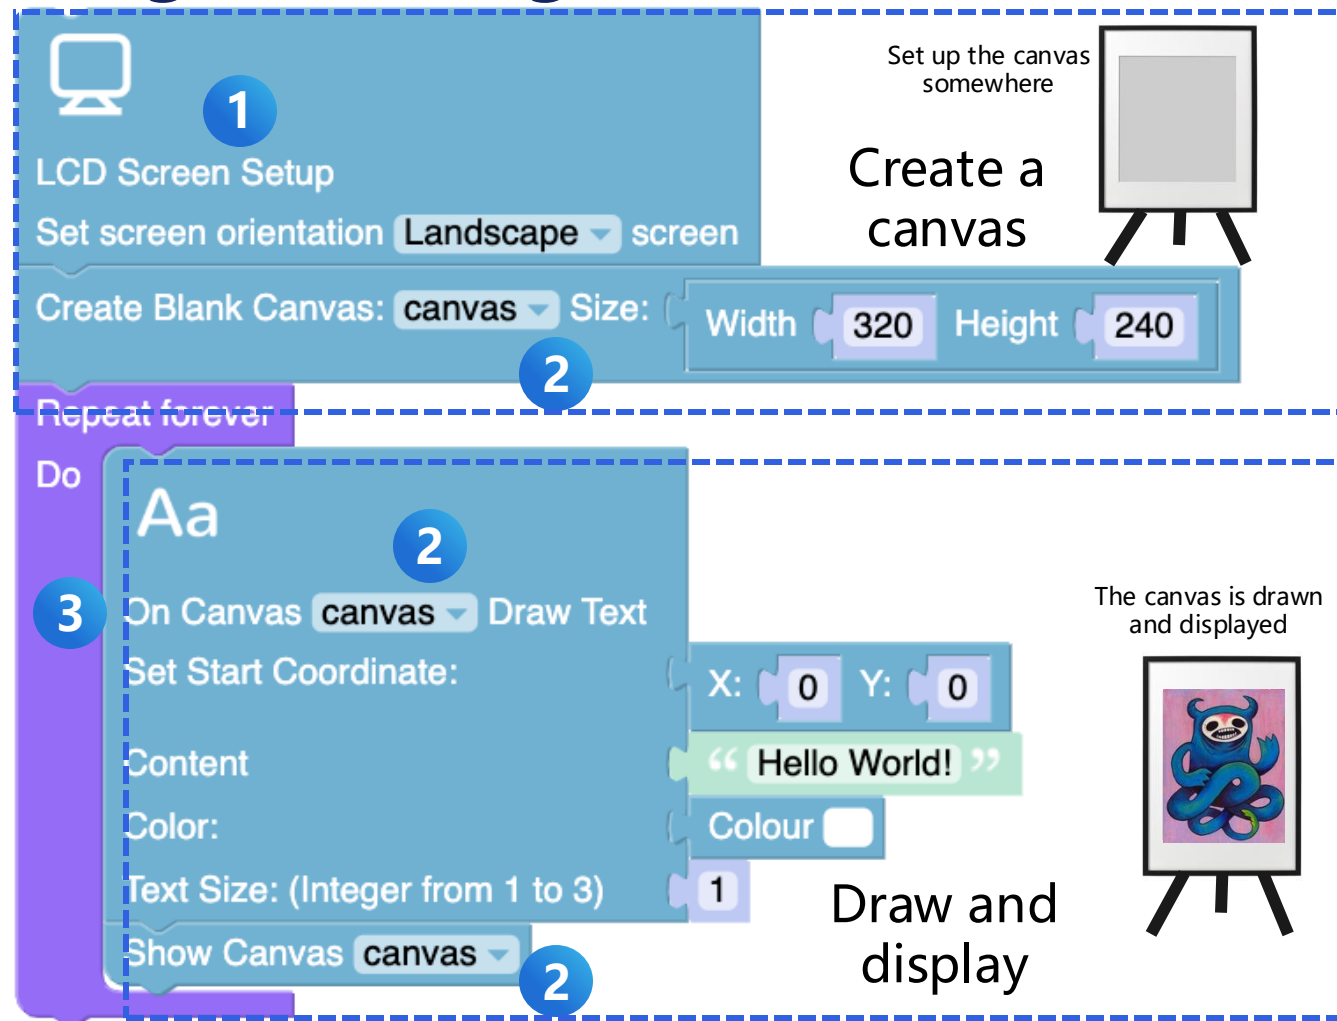 Set up the canvas
somewhere
1
LCD Screen Setup
Create a
canvas
Set screen orientation Landscape screen
Create Blank Canvas: canvas Size: Width 320 Height 240
2
Repeat forever
Do
Aa
2
3
On Canvas canvas Draw Text
The canvas is drawn
and displayed
Set Start Coordinate: X: 0 Y: 0
Content “ Hello World! ”
Color: Colour
Text Size: (Integer from 1 to 3) 1
Draw and
display
Show Canvas canvas
2